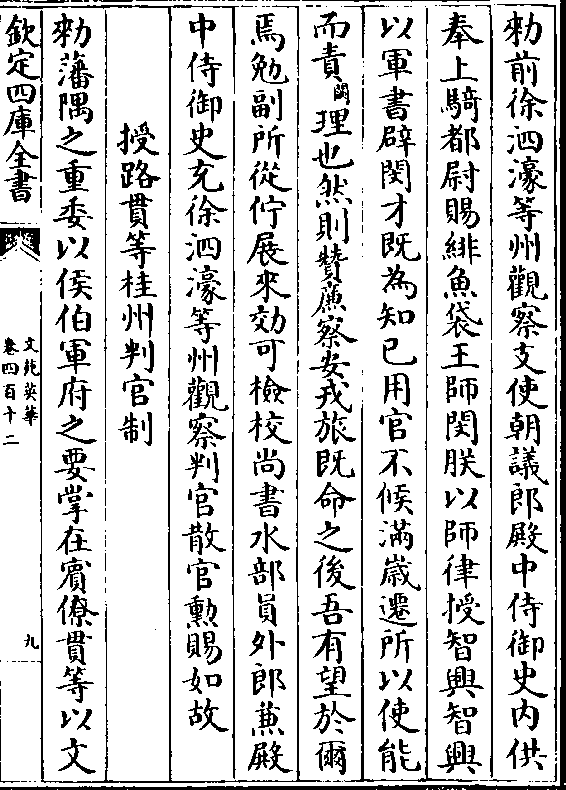 勑前徐泗濠等州觀察支使朝議郎殿中侍御史内供
奉上騎都尉賜緋魚袋王師閔朕以師律授智興智興
以軍書辟閔才既為知已用官不候滿嵗遷所以使能
而責闕理也然則賛亷察安戎旅既命之後吾有望於爾
焉勉副所從佇展來効可檢校尚書水部員外郎兼殿
中侍御史充徐泗濠等州觀察判官散官勲賜如故
授路貫等桂州判官制
勑藩隅之重委以侯伯軍府之要掌在賓僚貫等以文
欽定四庫全書
文苑英華
卷四百十二
九